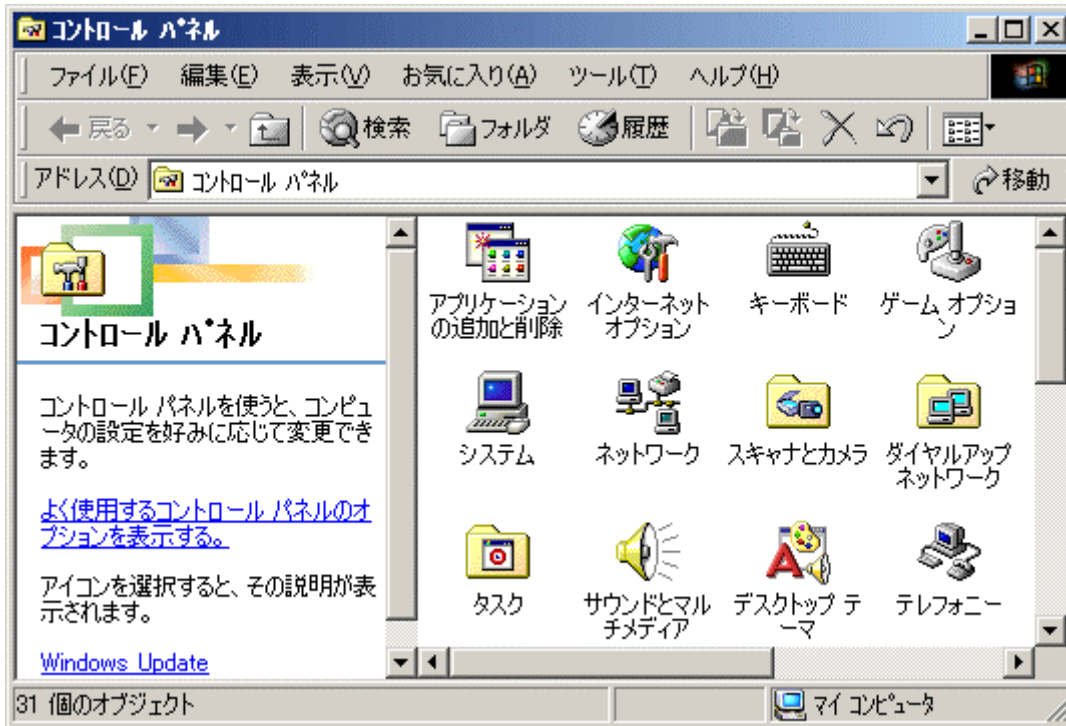 コントロール パネル
ファイル(F) 編集(E) 表示(V) お気に入り(A) ツール(T) ヘルプ(H)
戻る 検索 フォルダ 履歴
アドレス(D) コントロール パネル 移動
コントロール パネル
コントロール パネルを使うと、コンピュ
ータの設定を好みに応じて変更でき
ます。
よく使用するコントロール パネルのオ
プションを表示する。
アイコンを選択すると、その説明が表
示されます。
Windows Update
アプリケーション
の追加と削除
インターネット
オプション
キーボード
ゲーム オプショ
ン
システム
ネットワーク
スキャナとカメラ
ダイヤルアップ
ネットワーク
タスク
サウンドとマル
チメディア
デスクトップ テ
ーマ
テレフォニー
31 個のオブジェクト
マイ コンピュータ